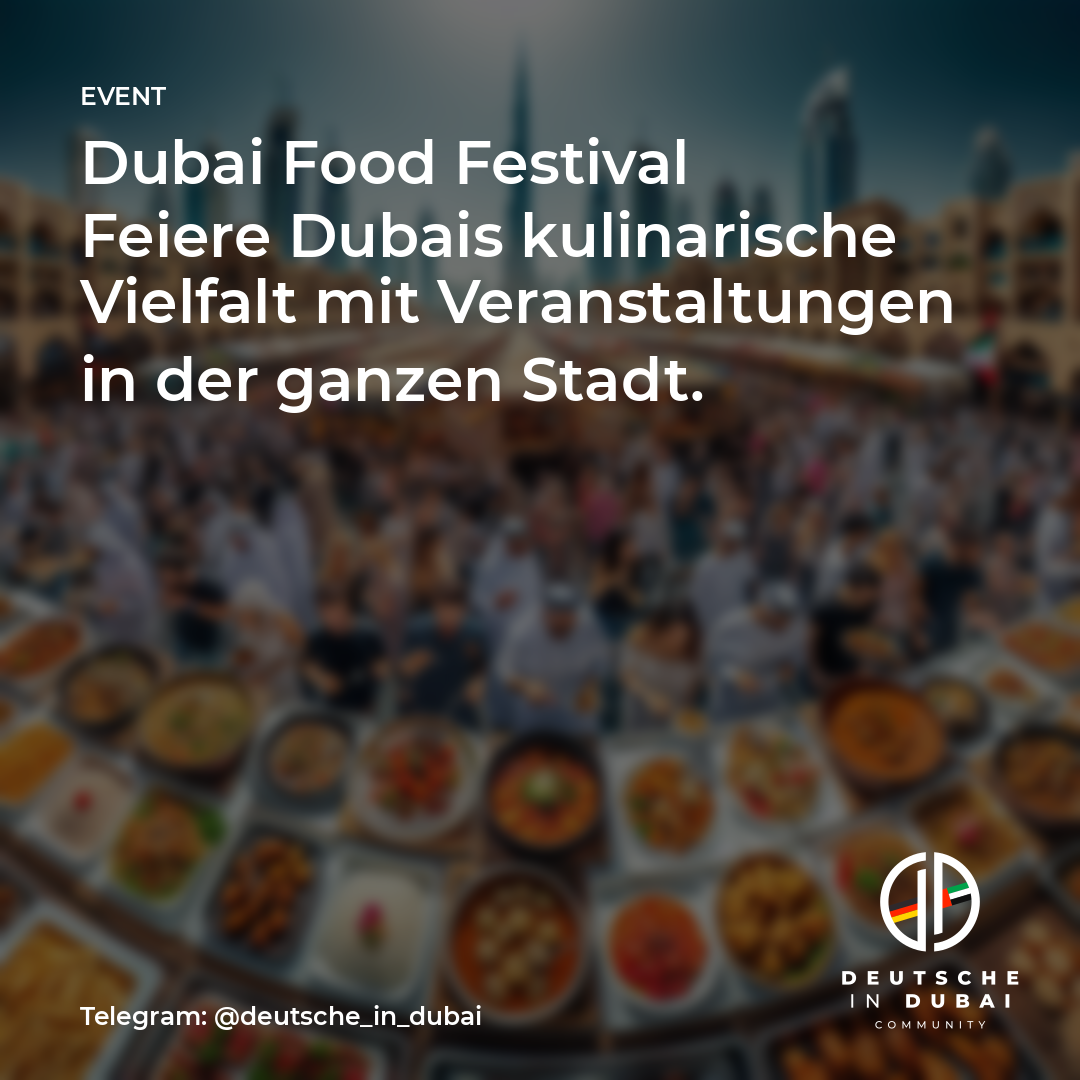 EVENT
Dubai Food Festival
Feiere Dubais kulinarische
Vielfalt mit Veranstaltungen
in der ganzen Stadt.
DEUTSCHE
IN DUBAI
COMMUNITY
Telegram: @deutsche_in_dubai